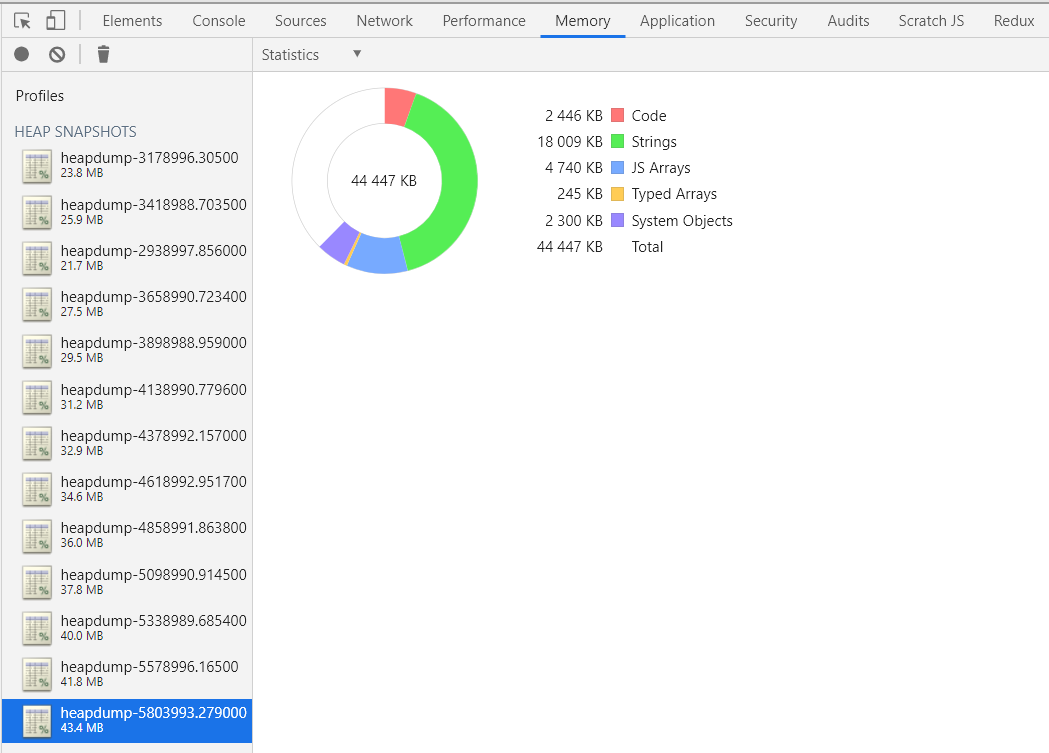 Elements Console Sources Network Performance Memory Application Security Audits Scratch JS Redux
Statistics ▼
Profiles
HEAP SNAPSHOTS
heapdump-3178996.30500
23.8 MB
heapdump-3418988.703500
25.9 MB
heapdump-2938997.856000
21.7 MB
heapdump-3658990.723400
27.5 MB
heapdump-3898988.959000
29.5 MB
heapdump-4138990.779600
31.2 MB
heapdump-4378992.157000
32.9 MB
heapdump-4618992.951700
34.6 MB
heapdump-4858991.863800
36.0 MB
heapdump-5098990.914500
37.8 MB
heapdump-5338989.685400
40.0 MB
heapdump-5578996.16500
41.8 MB
heapdump-5803993.279000
43.4 MB
44 447 KB
2 446 KB Code
18 009 KB Strings
4 740 KB JS Arrays
245 KB Typed Arrays
2 300 KB System Objects
44 447 KB Total